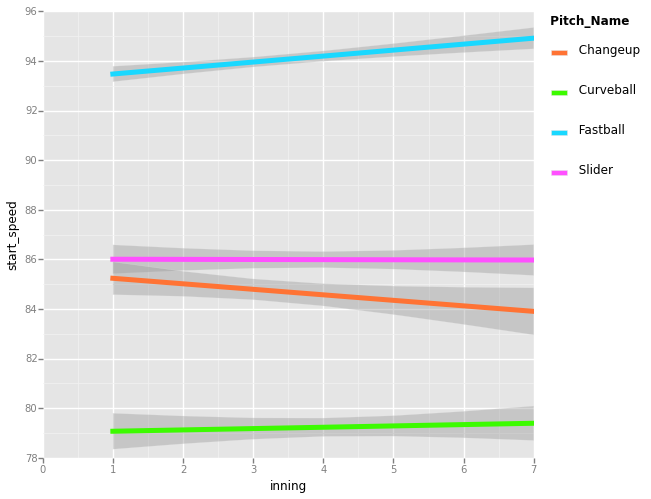 Pitch_Name
Changeup
Curveball
Fastball
Slider
start_speed
96
94
92
90
88
86
84
82
80
78
0 1 2 3 4 5 6 7
inning